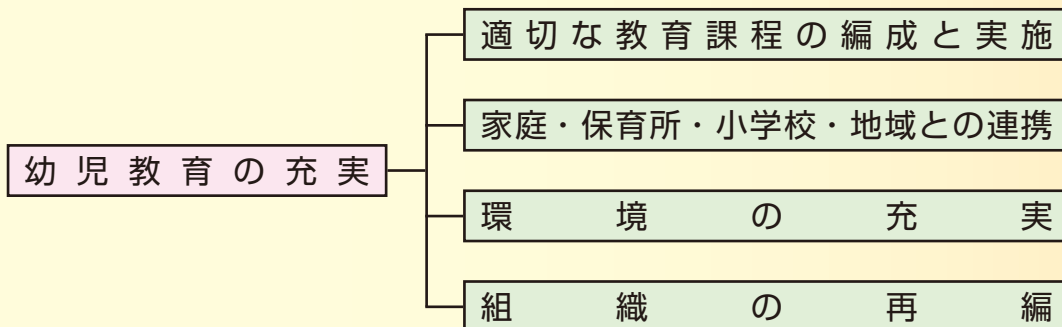 適切な教育課程の編成と実施
家庭・保育所・小学校・地域との連携
幼児教育の充実
環境の充実
組織の再編